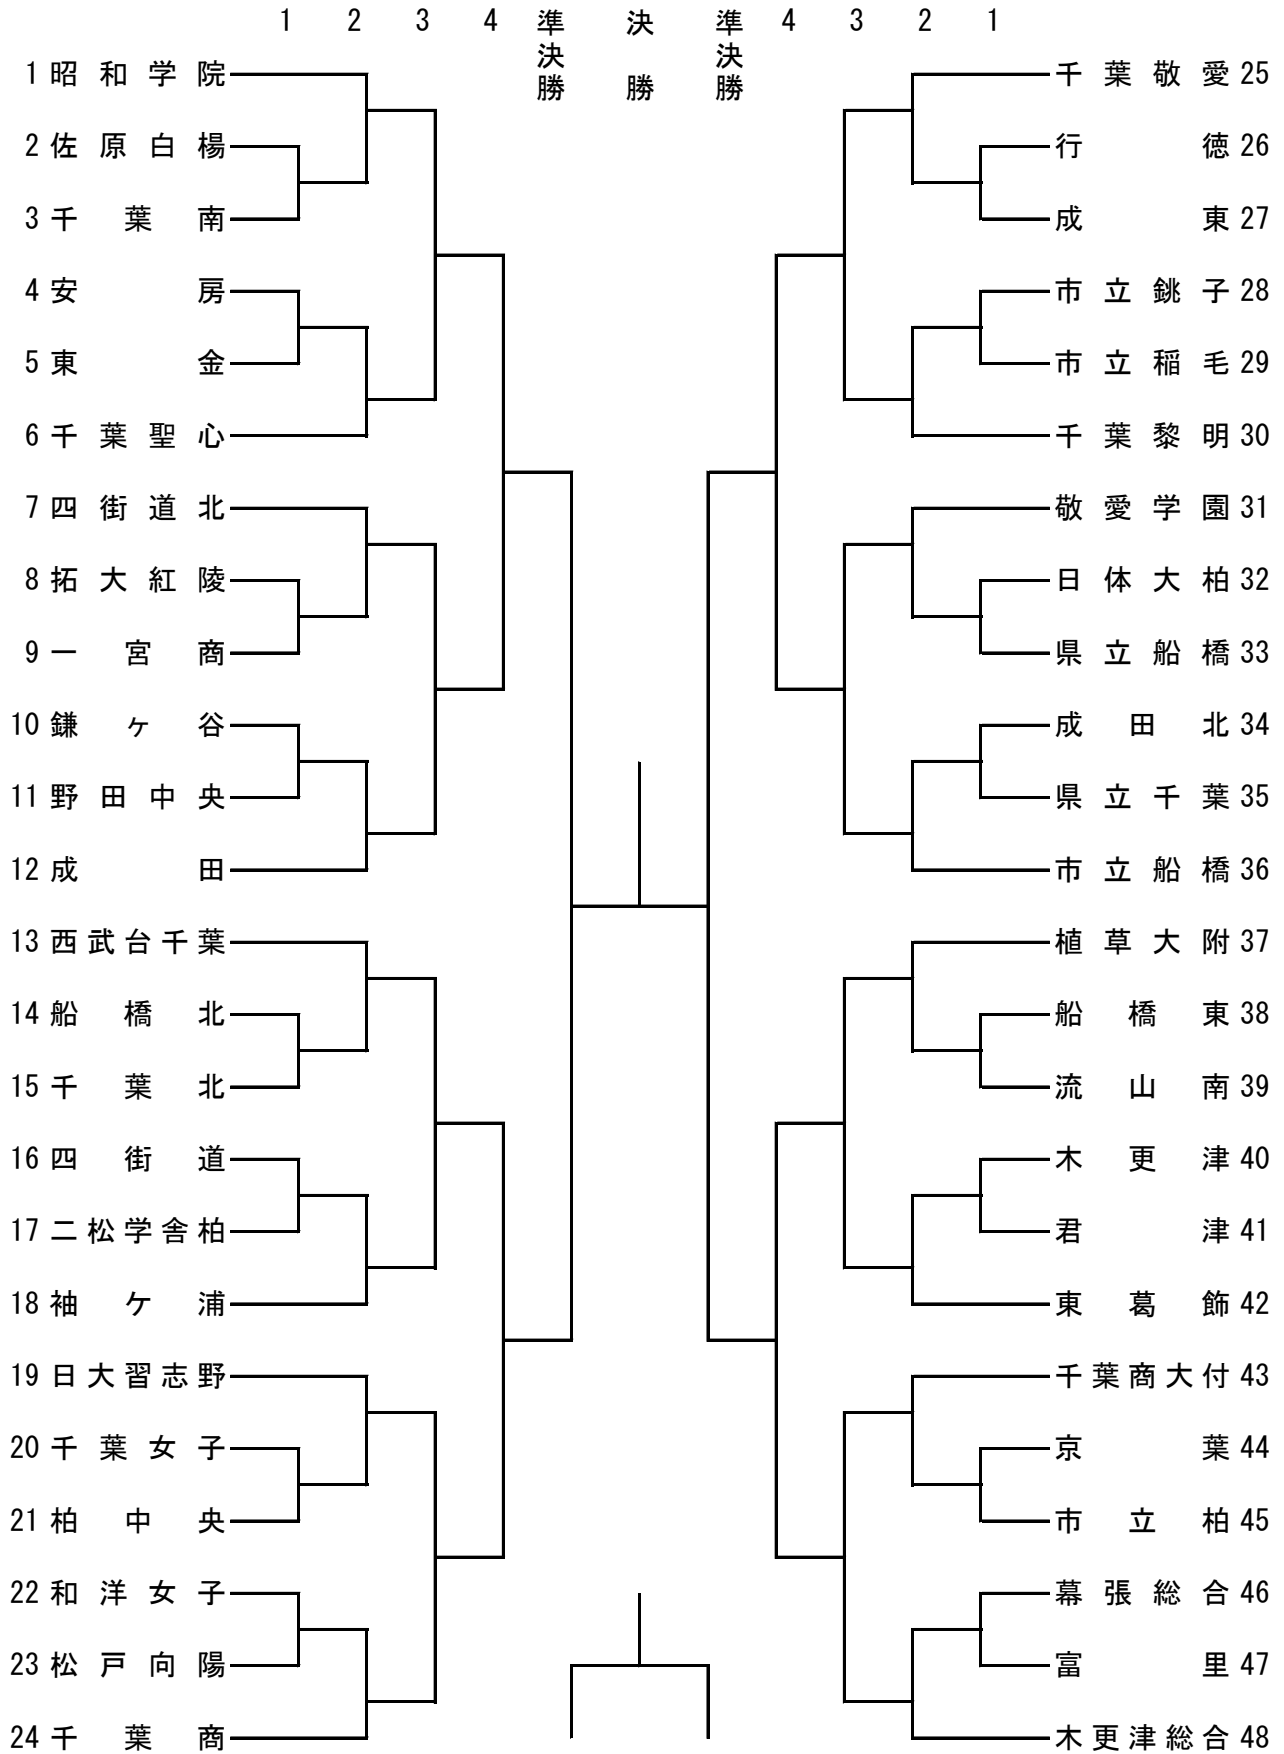 1 2 3 4 準決勝 決勝 準決勝 4 3 2 1
1 昭和学院 千葉敬愛 25
2 佐原白楊 行徳 26
3 千葉南 成東 27
4 安房 市立銚子 28
5 東金 市立稲毛 29
6 千葉聖心 千葉黎明 30
7 四街道北 敬愛学園 31
8 拓大紅陵 日体大柏 32
9 一宮商 県立船橋 33
10 鎌ヶ谷 成田北 34
11 野田中央 県立千葉 35
12 成田 市立船橋 36
13 西武台千葉 植草大附 37
14 船橋北 船橋東 38
15 千葉北 流山南 39
16 四街道 木更津 40
17 二松学舎柏 君津 41
18 袖ケ浦 東葛飾 42
19 日大習志野 千葉商大付 43
20 千葉女子 京葉 44
21 柏中央 市立柏 45
22 和洋女子 幕張総合 46
23 松戸向陽 富里 47
24 千葉商 木更津総合 48